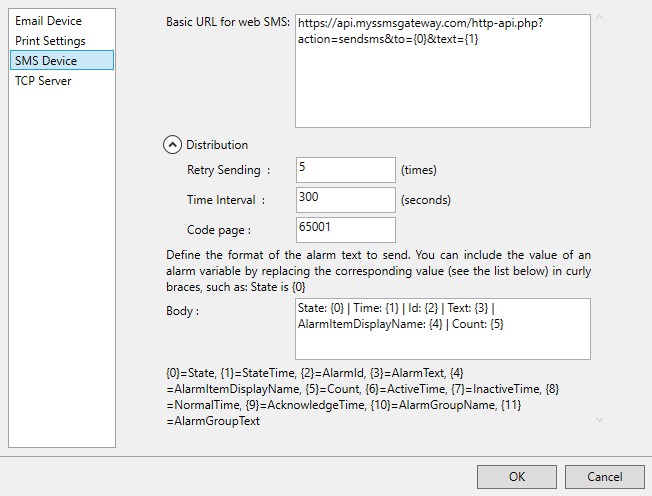 Email Device
Print Settings
SMS Device
TCP Server
Basic URL for web SMS:
https://api.myssmsgateway.com/http-api.php?
action=sendsms&to={0}&text={1}
Distribution
Retry Sending : 5 (times)
Time Interval : 300 (seconds)
Code page : 65001
Define the format of the alarm text to send. You can include the value of an
alarm variable by replacing the corresponding value (see the list below) in curly
braces, such as: State is {0}
Body :
State: {0} | Time: {1} | Id: {2} | Text: {3} |
AlarmItemDisplayName: {4} | Count: {5}
{0}=State, {1}=StateTime, {2}=AlarmId, {3}=AlarmText, {4}
=AlarmItemDisplayName, {5}=Count, {6}=ActiveTime, {7}=InactiveTime, {8}
=NormalTime, {9}=AcknowledgeTime, {10}=AlarmGroupName, {11}
=AlarmGroupText
OK Cancel